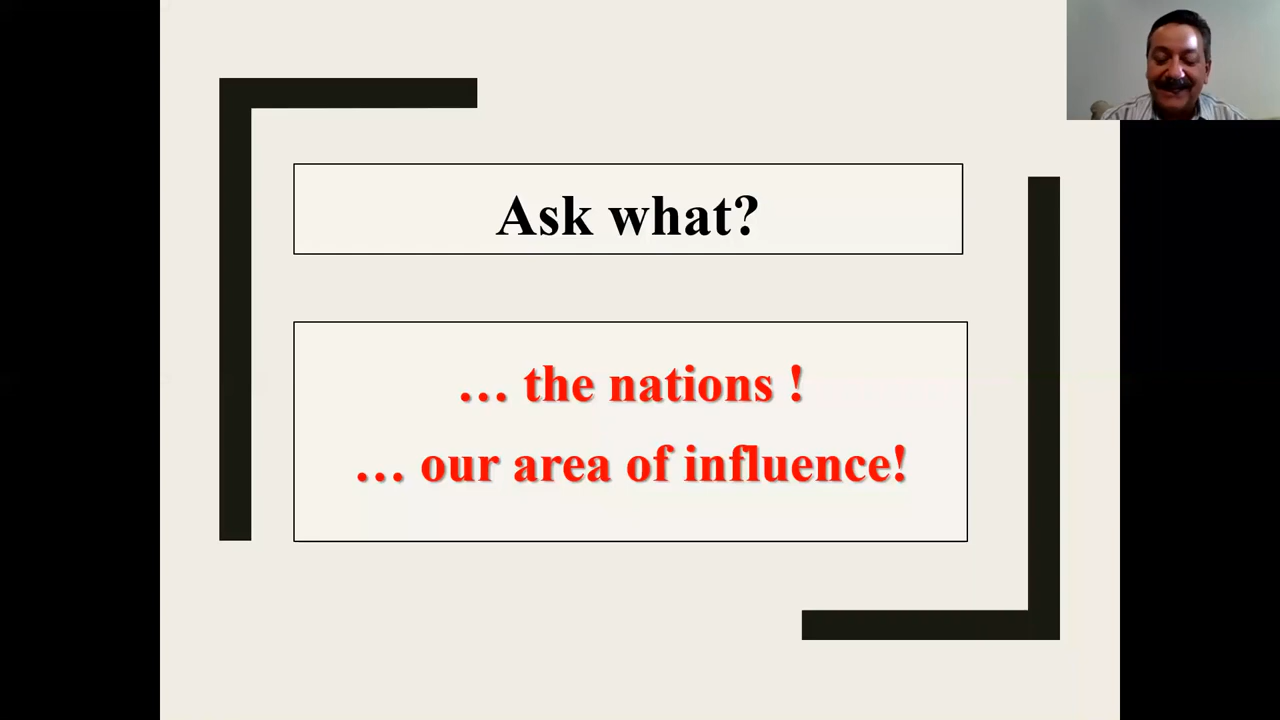 Ask what?
… the nations !
… our area of influence!